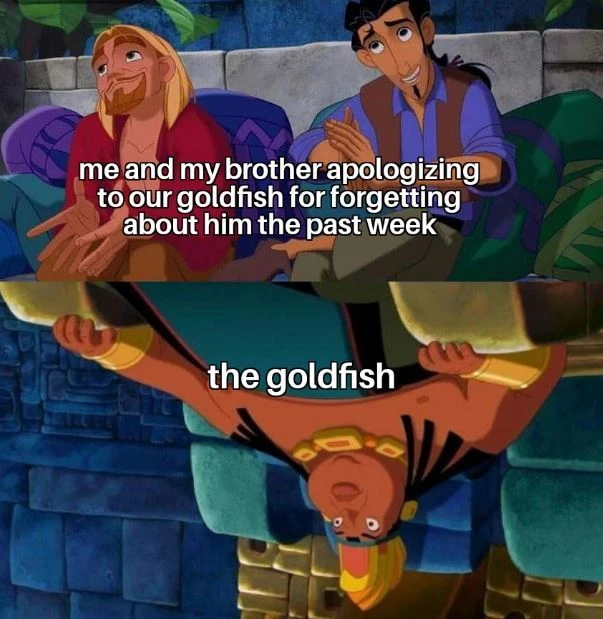 me and my brother apologizing
to our goldfish for forgetting
about him the past week
the goldfish